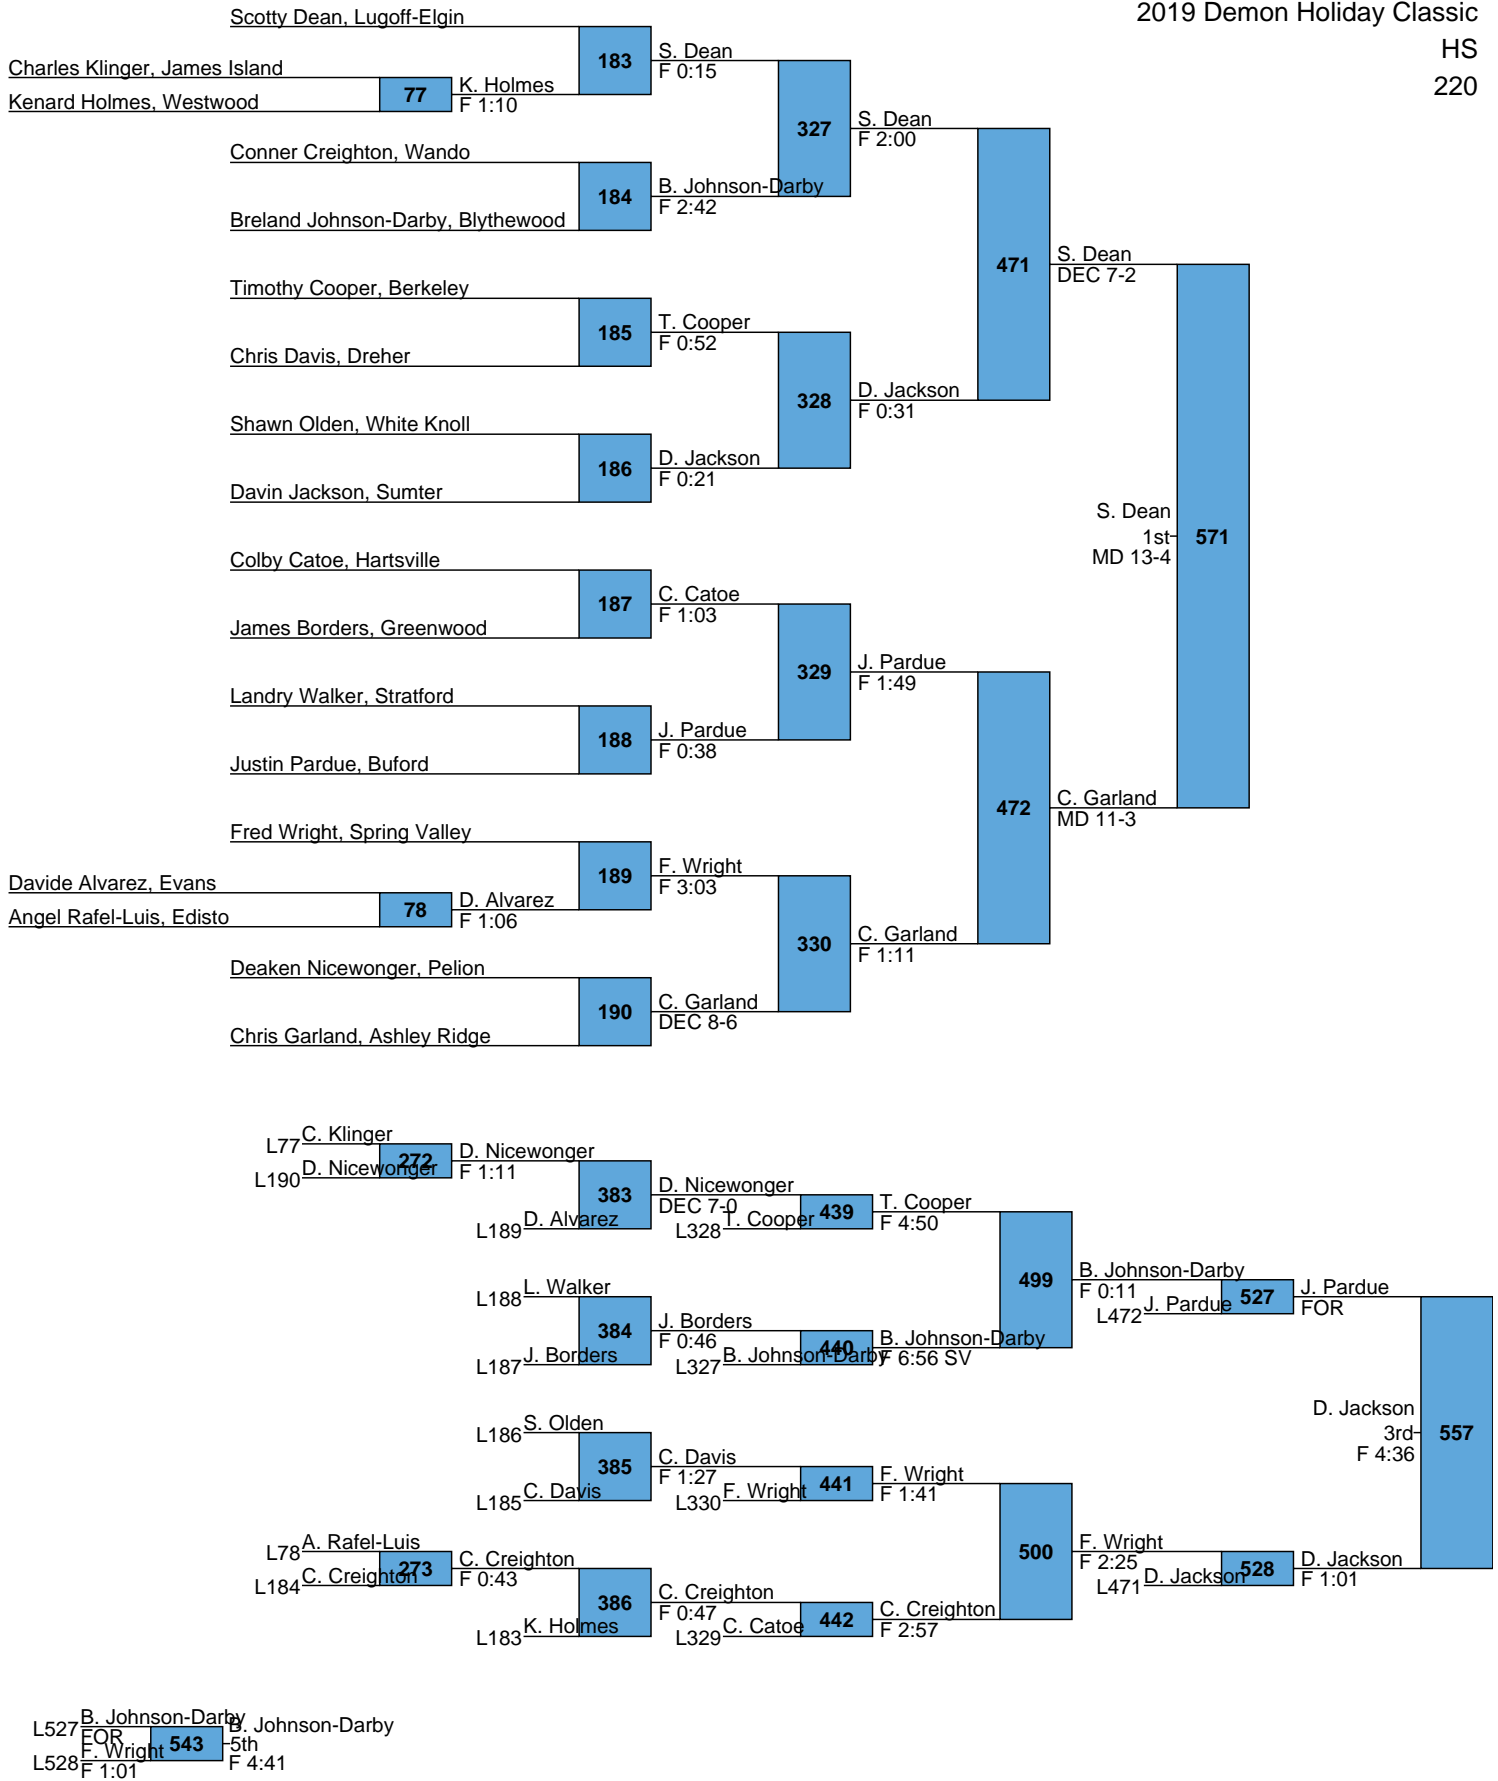 2019 Demon Holiday Classic
HS
220
Scotty Dean, Lugoff-Elgin
183
S. Dean
F 0:15
Charles Klinger, James Island
77
K. Holmes
F 1:10
Kenard Holmes, Westwood
327
S. Dean
F 2:00
Conner Creighton, Wando
184
B. Johnson-Darby
F 2:42
Breland Johnson-Darby, Blythewood
471
S. Dean
DEC 7-2
Timothy Cooper, Berkeley
185
T. Cooper
F 0:52
Chris Davis, Dreher
328
D. Jackson
F 0:31
Shawn Olden, White Knoll
186
D. Jackson
F 0:21
Davin Jackson, Sumter
S. Dean
1st
MD 13-4
571
Colby Catoe, Hartsville
187
C. Catoe
F 1:03
James Borders, Greenwood
329
J. Pardue
F 1:49
Landry Walker, Stratford
188
J. Pardue
F 0:38
Justin Pardue, Buford
472
C. Garland
MD 11-3
Fred Wright, Spring Valley
189
F. Wright
F 3:03
Davide Alvarez, Evans
78
D. Alvarez
F 1:06
Angel Rafel-Luis, Edisto
330
C. Garland
F 1:11
Deaken Nicewonger, Pelion
190
C. Garland
DEC 8-6
Chris Garland, Ashley Ridge
L77
C. Klinger
272
D. Nicewonger
F 1:11
L190
D. Nicewonger
383
D. Nicewonger
DEC 7-0
L189
D. Alvarez
L328
T. Cooper
439
T. Cooper
F 4:50
L188
L. Walker
384
J. Borders
F 0:46
L187
J. Borders
L327
B. Johnson-Darby
440
B. Johnson-Darby
F 6:56 SV
499
B. Johnson-Darby
F 0:11
L472
J. Pardue
527
J. Pardue
FOR
L186
S. Olden
385
C. Davis
F 1:27
L185
C. Davis
L330
F. Wright
441
F. Wright
F 1:41
D. Jackson
3rd
F 4:36
557
L78
A. Rafel-Luis
273
C. Creighton
F 0:43
L184
C. Creighton
386
C. Creighton
F 0:47
L183
K. Holmes
L329
C. Catoe
442
C. Creighton
F 2:57
500
F. Wright
F 2:25
L471
D. Jackson
528
D. Jackson
F 1:01
L527
B. Johnson-Darby
FOR
L528
F. Wright
F 1:01
543
B. Johnson-Darby
5th
F 4:41